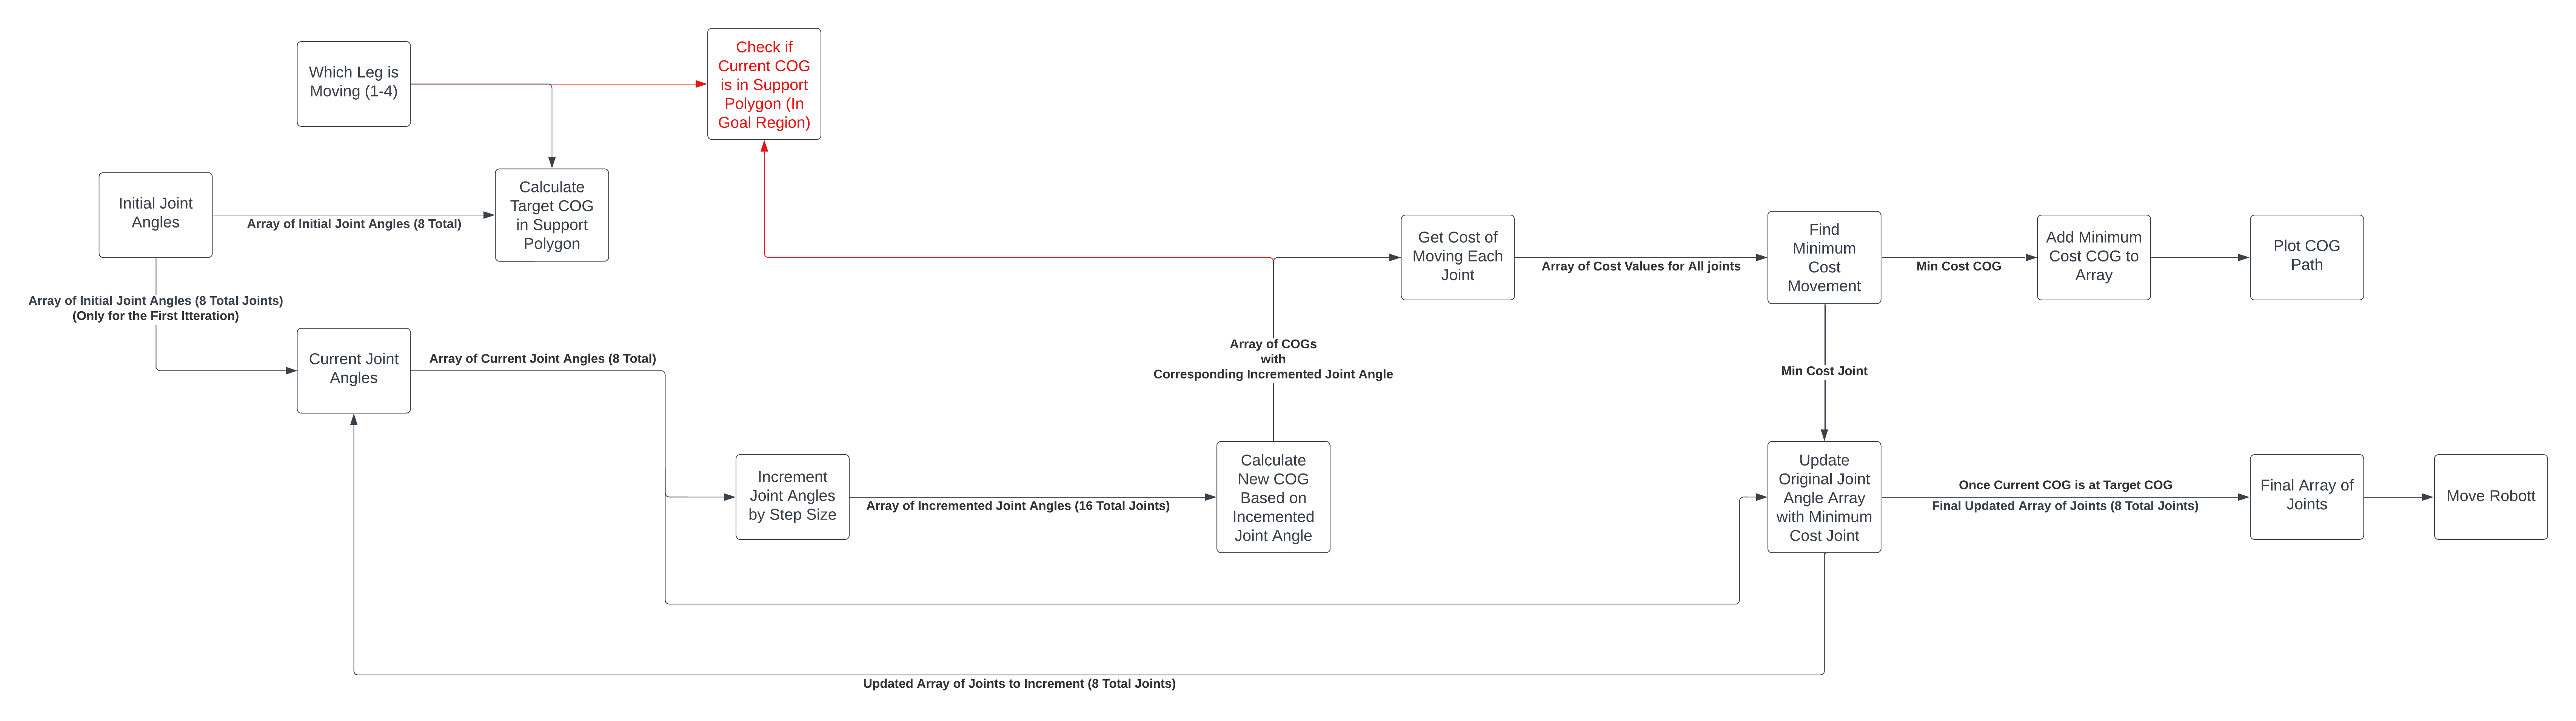 Which Leg is
Moving (1-4)
Check if
Current COG
is in Support
Polygon (In
Goal Region)
Initial Joint
Angles
Array of Initial Joint Angles (8 Total)
Calculate
Target COG
in Support
Polygon
Array of Initial Joint Angles (8 Total Joints)
(Only for the First Itteration)
Current Joint
Angles
Array of Current Joint Angles (8 Total)
Increment
Joint Angles
by Step Size
Array of Incremented Joint Angles (16 Total Joints)
Calculate
New COG
Based on
Incemented
Joint Angle
Array of COGs
with
Corresponding Incremented Joint Angle
Get Cost of
Moving Each
Joint
Array of Cost Values for All joints
Find
Minimum
Cost
Movement
Min Cost COG
Add Minimum
Cost COG to
Array
Plot COG
Path
Min Cost Joint
Update
Original Joint
Angle Array
with Minimum
Cost Joint
Once Current COG is at Target COG
Final Updated Array of Joints (8 Total Joints)
Final Array of
Joints
Move Robott
Updated Array of Joints to Increment (8 Total Joints)